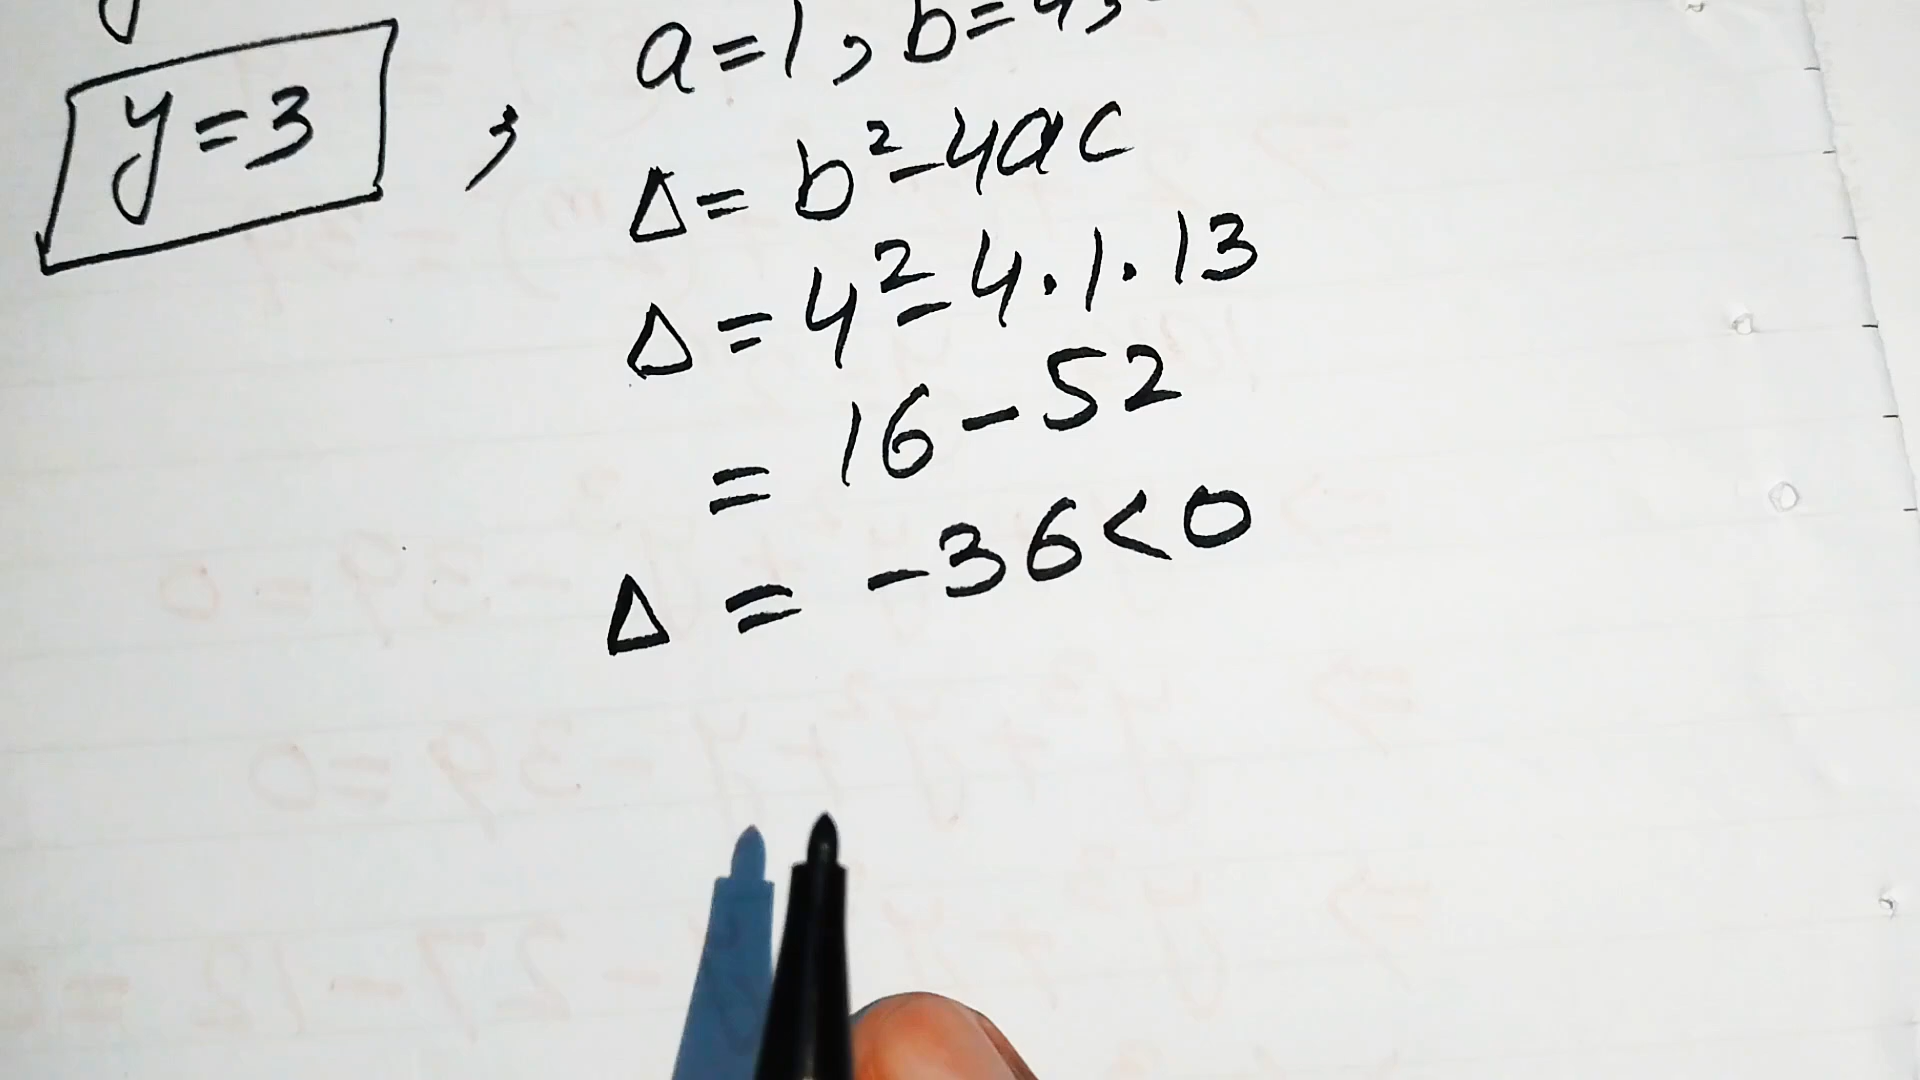 y=3 ,
a=1, b=4,
Δ= b²-4ac
Δ= 4²-4.1.13
= 16-52
Δ = -36<0